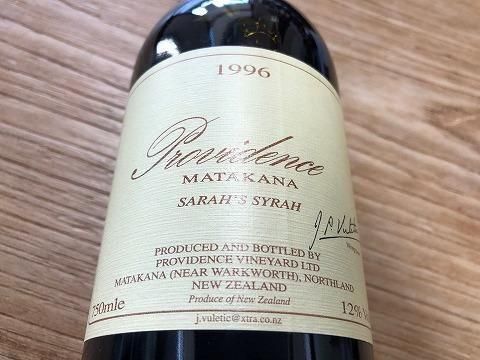 1996
Providence
MATAKANA
SARAH'S SYRAH
PRODUCED AND BOTTLED BY
PROVIDENCE VINEYARD LTD
MATAKANA (NEAR WARKWORTH), NORTHLAND
NEW ZEALAND
750mle Produce of New Zealand 12%
j.vuletic@xtra.co.nz